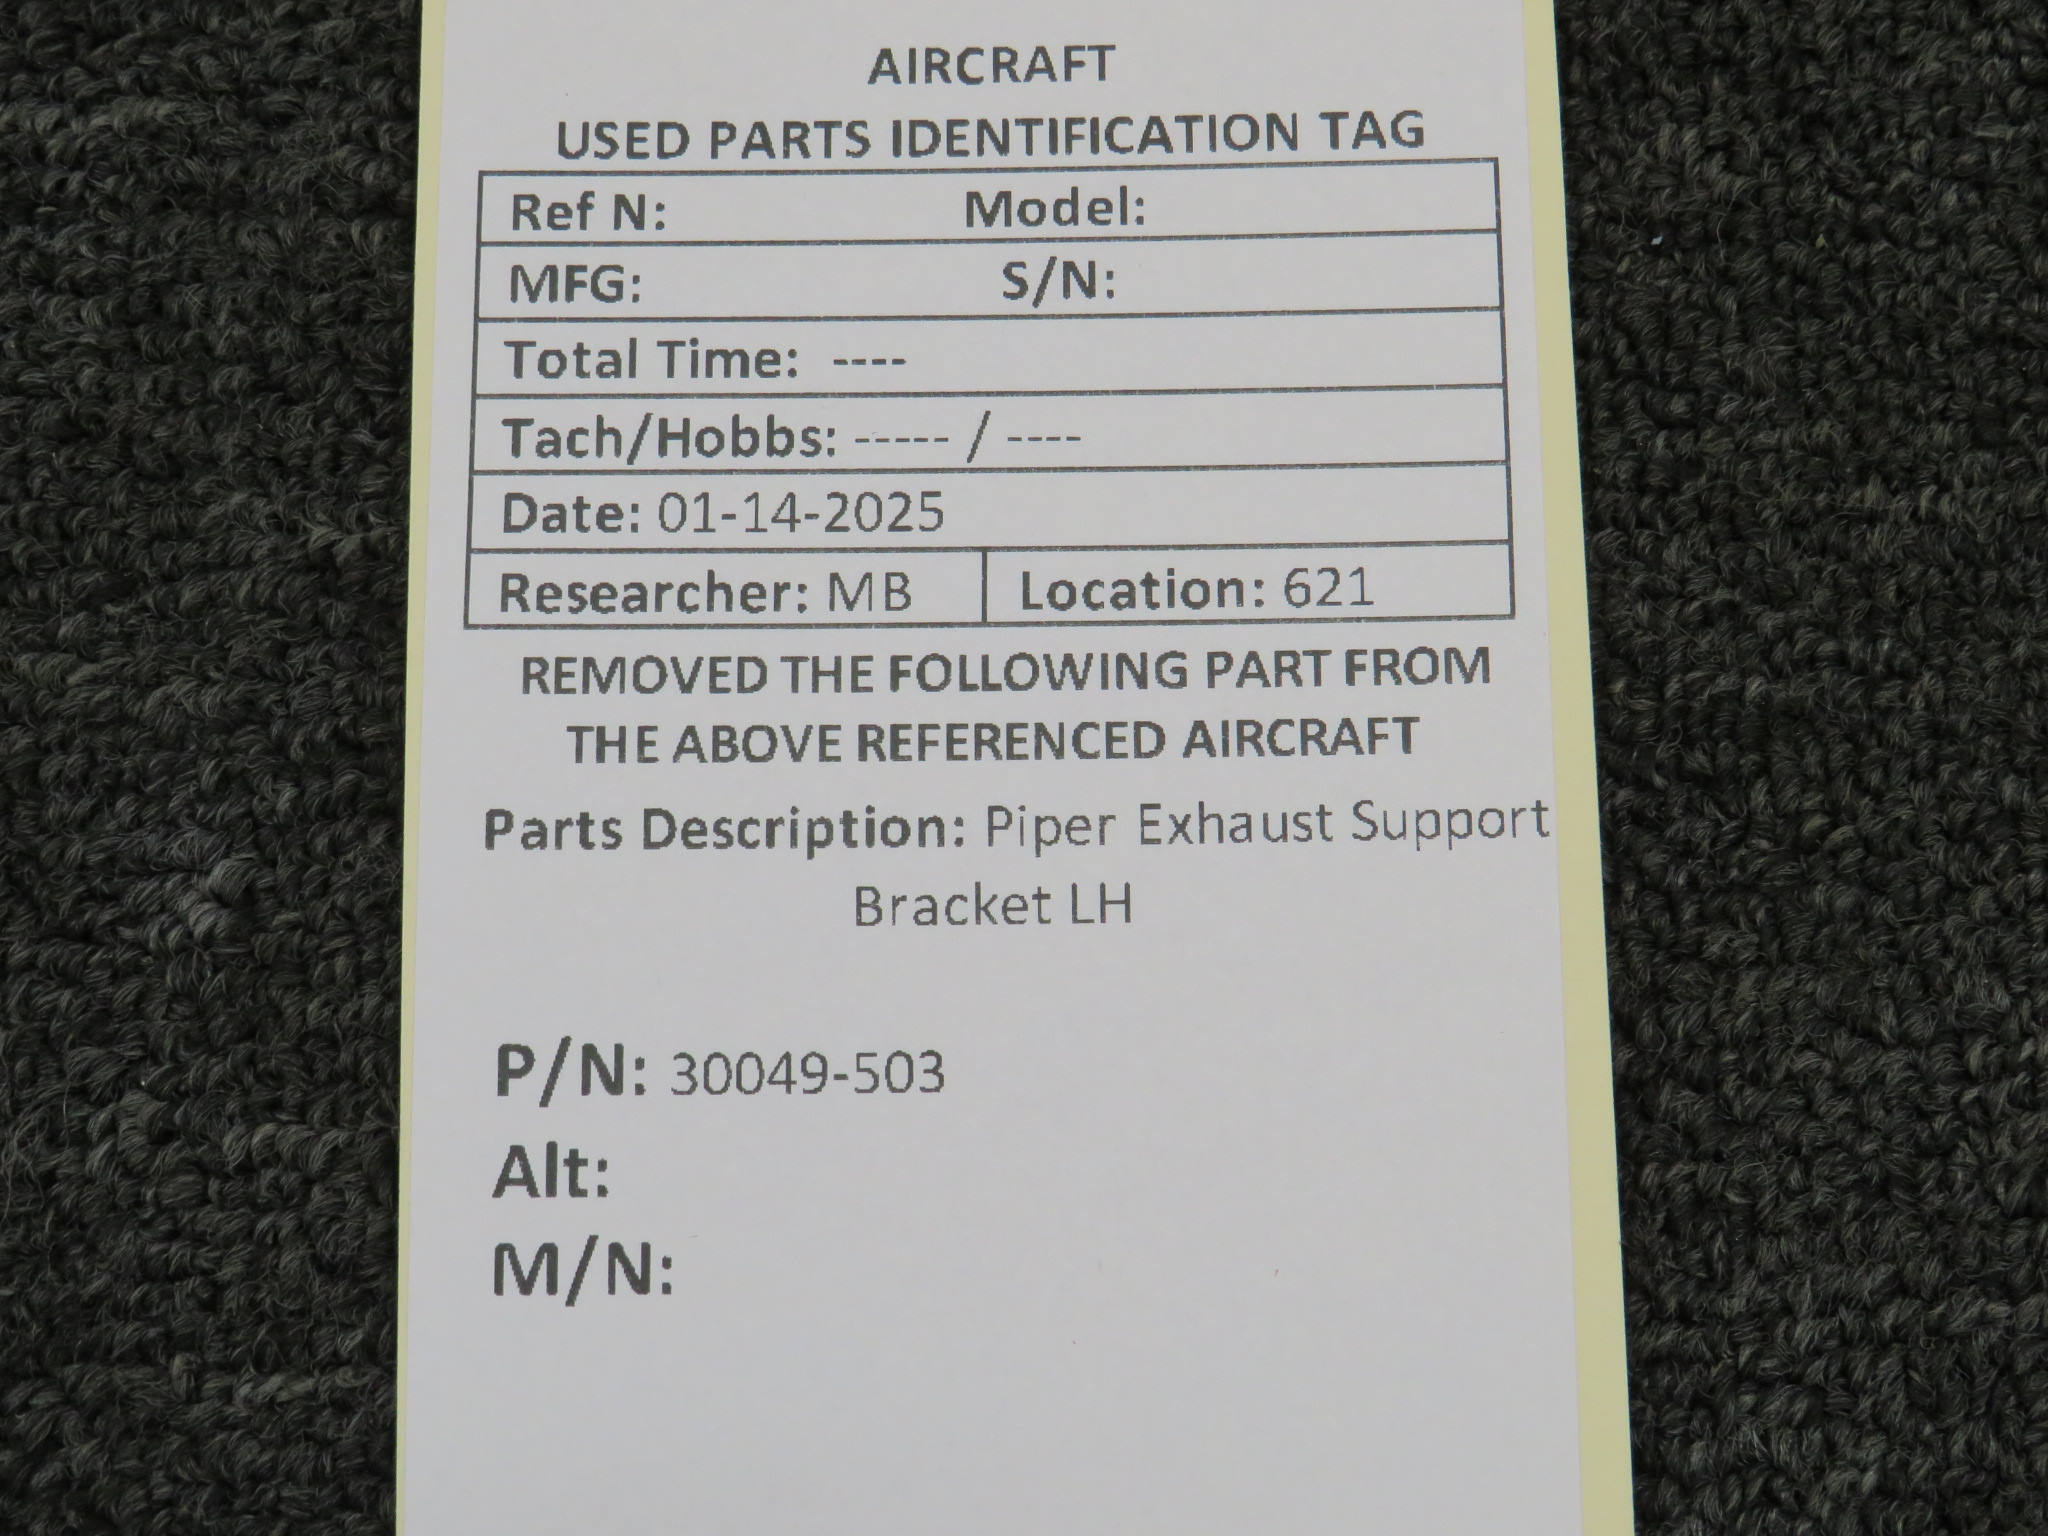 AIRCRAFT
USED PARTS IDENTIFICATION TAG
Ref N: Model:
MFG: S/N:
Total Time: ----
Tach/Hobbs: ----- / ----
Date: 01-14-2025
Researcher: MB Location: 621
REMOVED THE FOLLOWING PART FROM
THE ABOVE REFERENCED AIRCRAFT
Parts Description: Piper Exhaust Support
Bracket LH
P/N: 30049-503
Alt:
M/N: